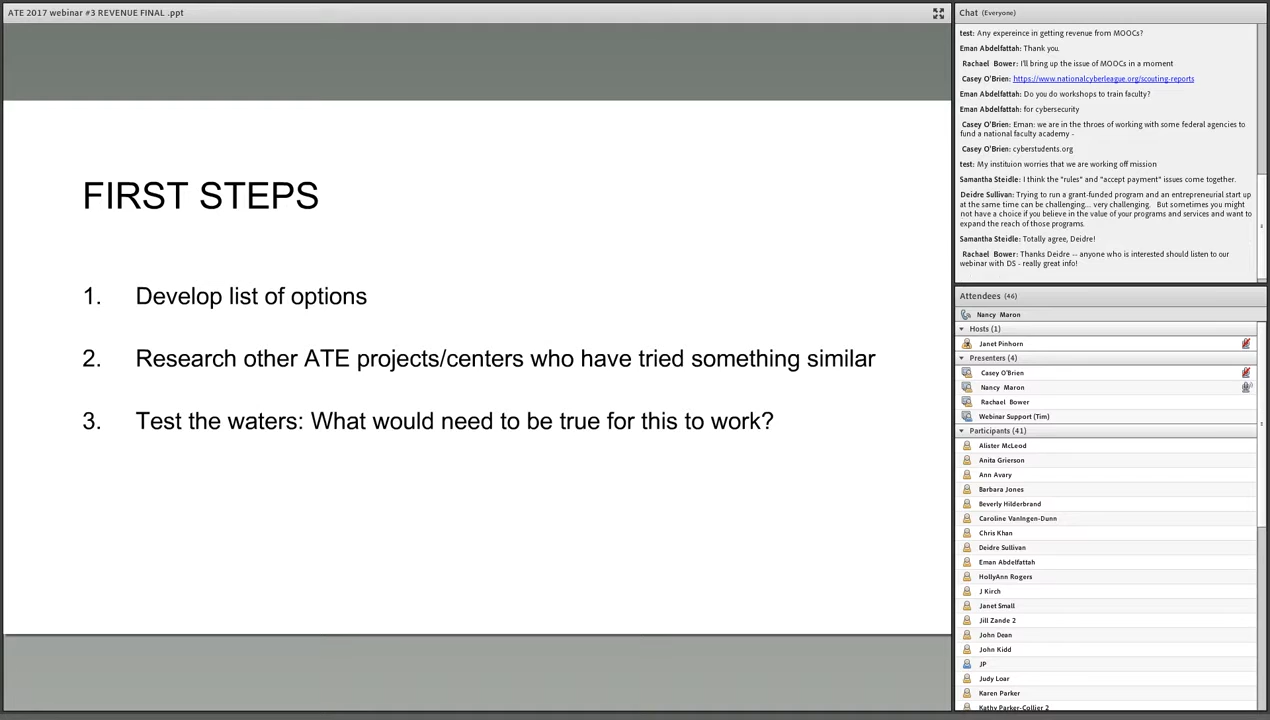 ATE 2017 webinar #3 REVENUE FINAL .ppt
FIRST STEPS
1. Develop list of options
2. Research other ATE projects/centers who have tried something similar
3. Test the waters: What would need to be true for this to work?
Chat (Everyone)
test: Any expereince in getting revenue from MOOCs?
Eman Abdelfattah: Thank you.
Rachael Bower: I'll bring up the issue of MOOCs in a moment
Casey O'Brien: https://www.nationalcyberleague.org/scouting-reports
Eman Abdelfattah: Do you do workshops to train faculty?
Eman Abdelfattah: for cybersecurity
Casey O'Brien: Eman: we are in the throes of working with some federal agencies to
fund a national faculty academy -
Casey O'Brien: cyberstudents.org
test: My instituion worries that we are working off mission
Samantha Steidle: I think the "rules" and "accept payment" issues come together.
Deidre Sullivan: Trying to run a grant-funded program and an entrepreneurial start up
at the same time can be challenging... very challenging. But sometimes you might
not have a choice if you believe in the value of your programs and services and want to
expand the reach of those programs.
Samantha Steidle: Totally agree, Deidre!
Rachael Bower: Thanks Deidre -- anyone who is interested should listen to our
webinar with DS - really great info!
Attendees (46)
Nancy Maron
Hosts (1)
Janet Pinhorn
Presenters (4)
Casey O'Brien
Nancy Maron
Rachael Bower
Webinar Support (Tim)
Participants (41)
Alister McLeod
Anita Grierson
Ann Avary
Barbara Jones
Beverly Hilderbrand
Caroline VanIngen-Dunn
Chris Khan
Deidre Sullivan
Eman Abdelfattah
HollyAnn Rogers
J Kirch
Janet Small
Jill Zande 2
John Dean
John Kidd
JP
Judy Loar
Karen Parker
Kathy Parker-Collier 2